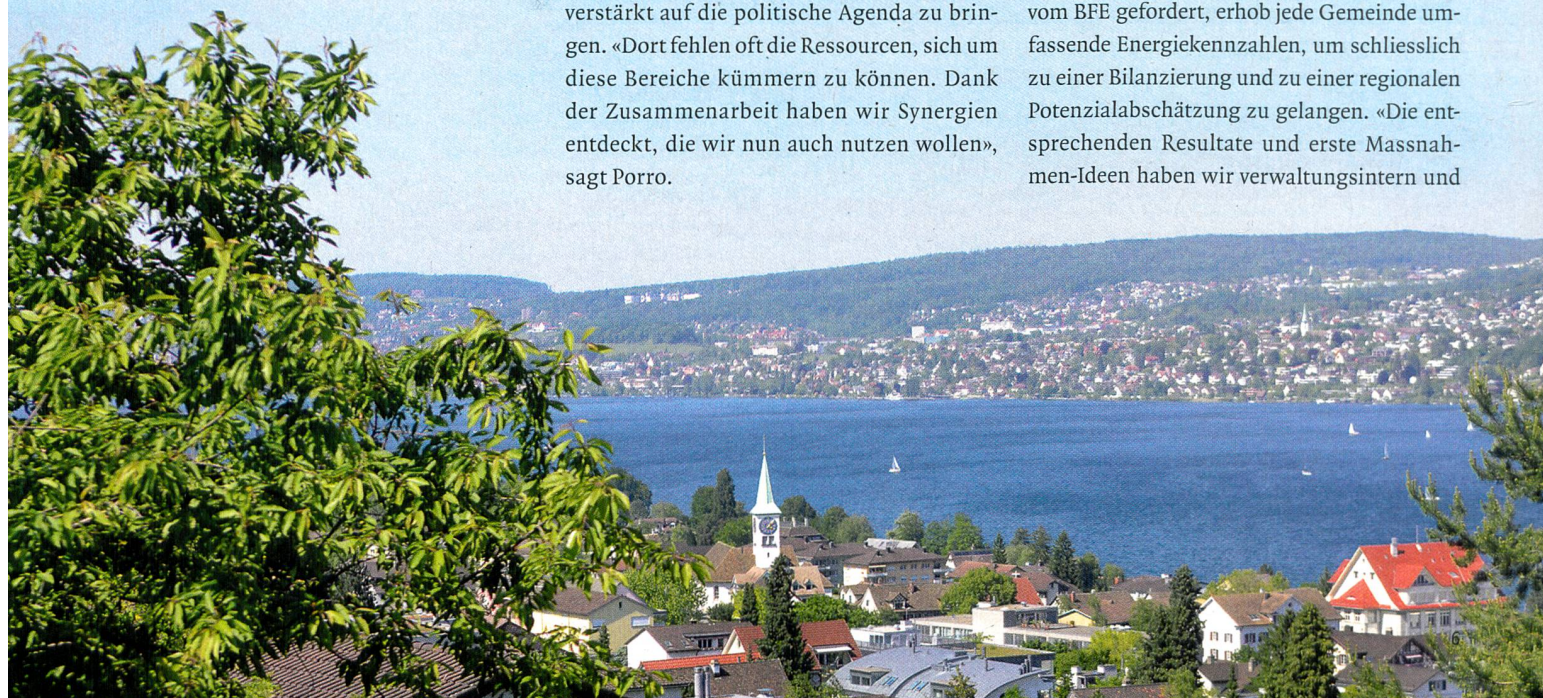 verstärkt auf die politische Agenda zu brin-
gen. «Dort fehlen oft die Ressourcen, sich um
diese Bereiche kümmern zu können. Dank
der Zusammenarbeit haben wir Synergien
entdeckt, die wir nun auch nutzen wollen»,
sagt Porro.
vom BFE gefordert, erhob jede Gemeinde um-
fassende Energiekennzahlen, um schliesslich
zu einer Bilanzierung und zu einer regionalen
Potenzialabschätzung zu gelangen. «Die ent-
sprechenden Resultate und erste Massnah-
men-Ideen haben wir verwaltungsintern und